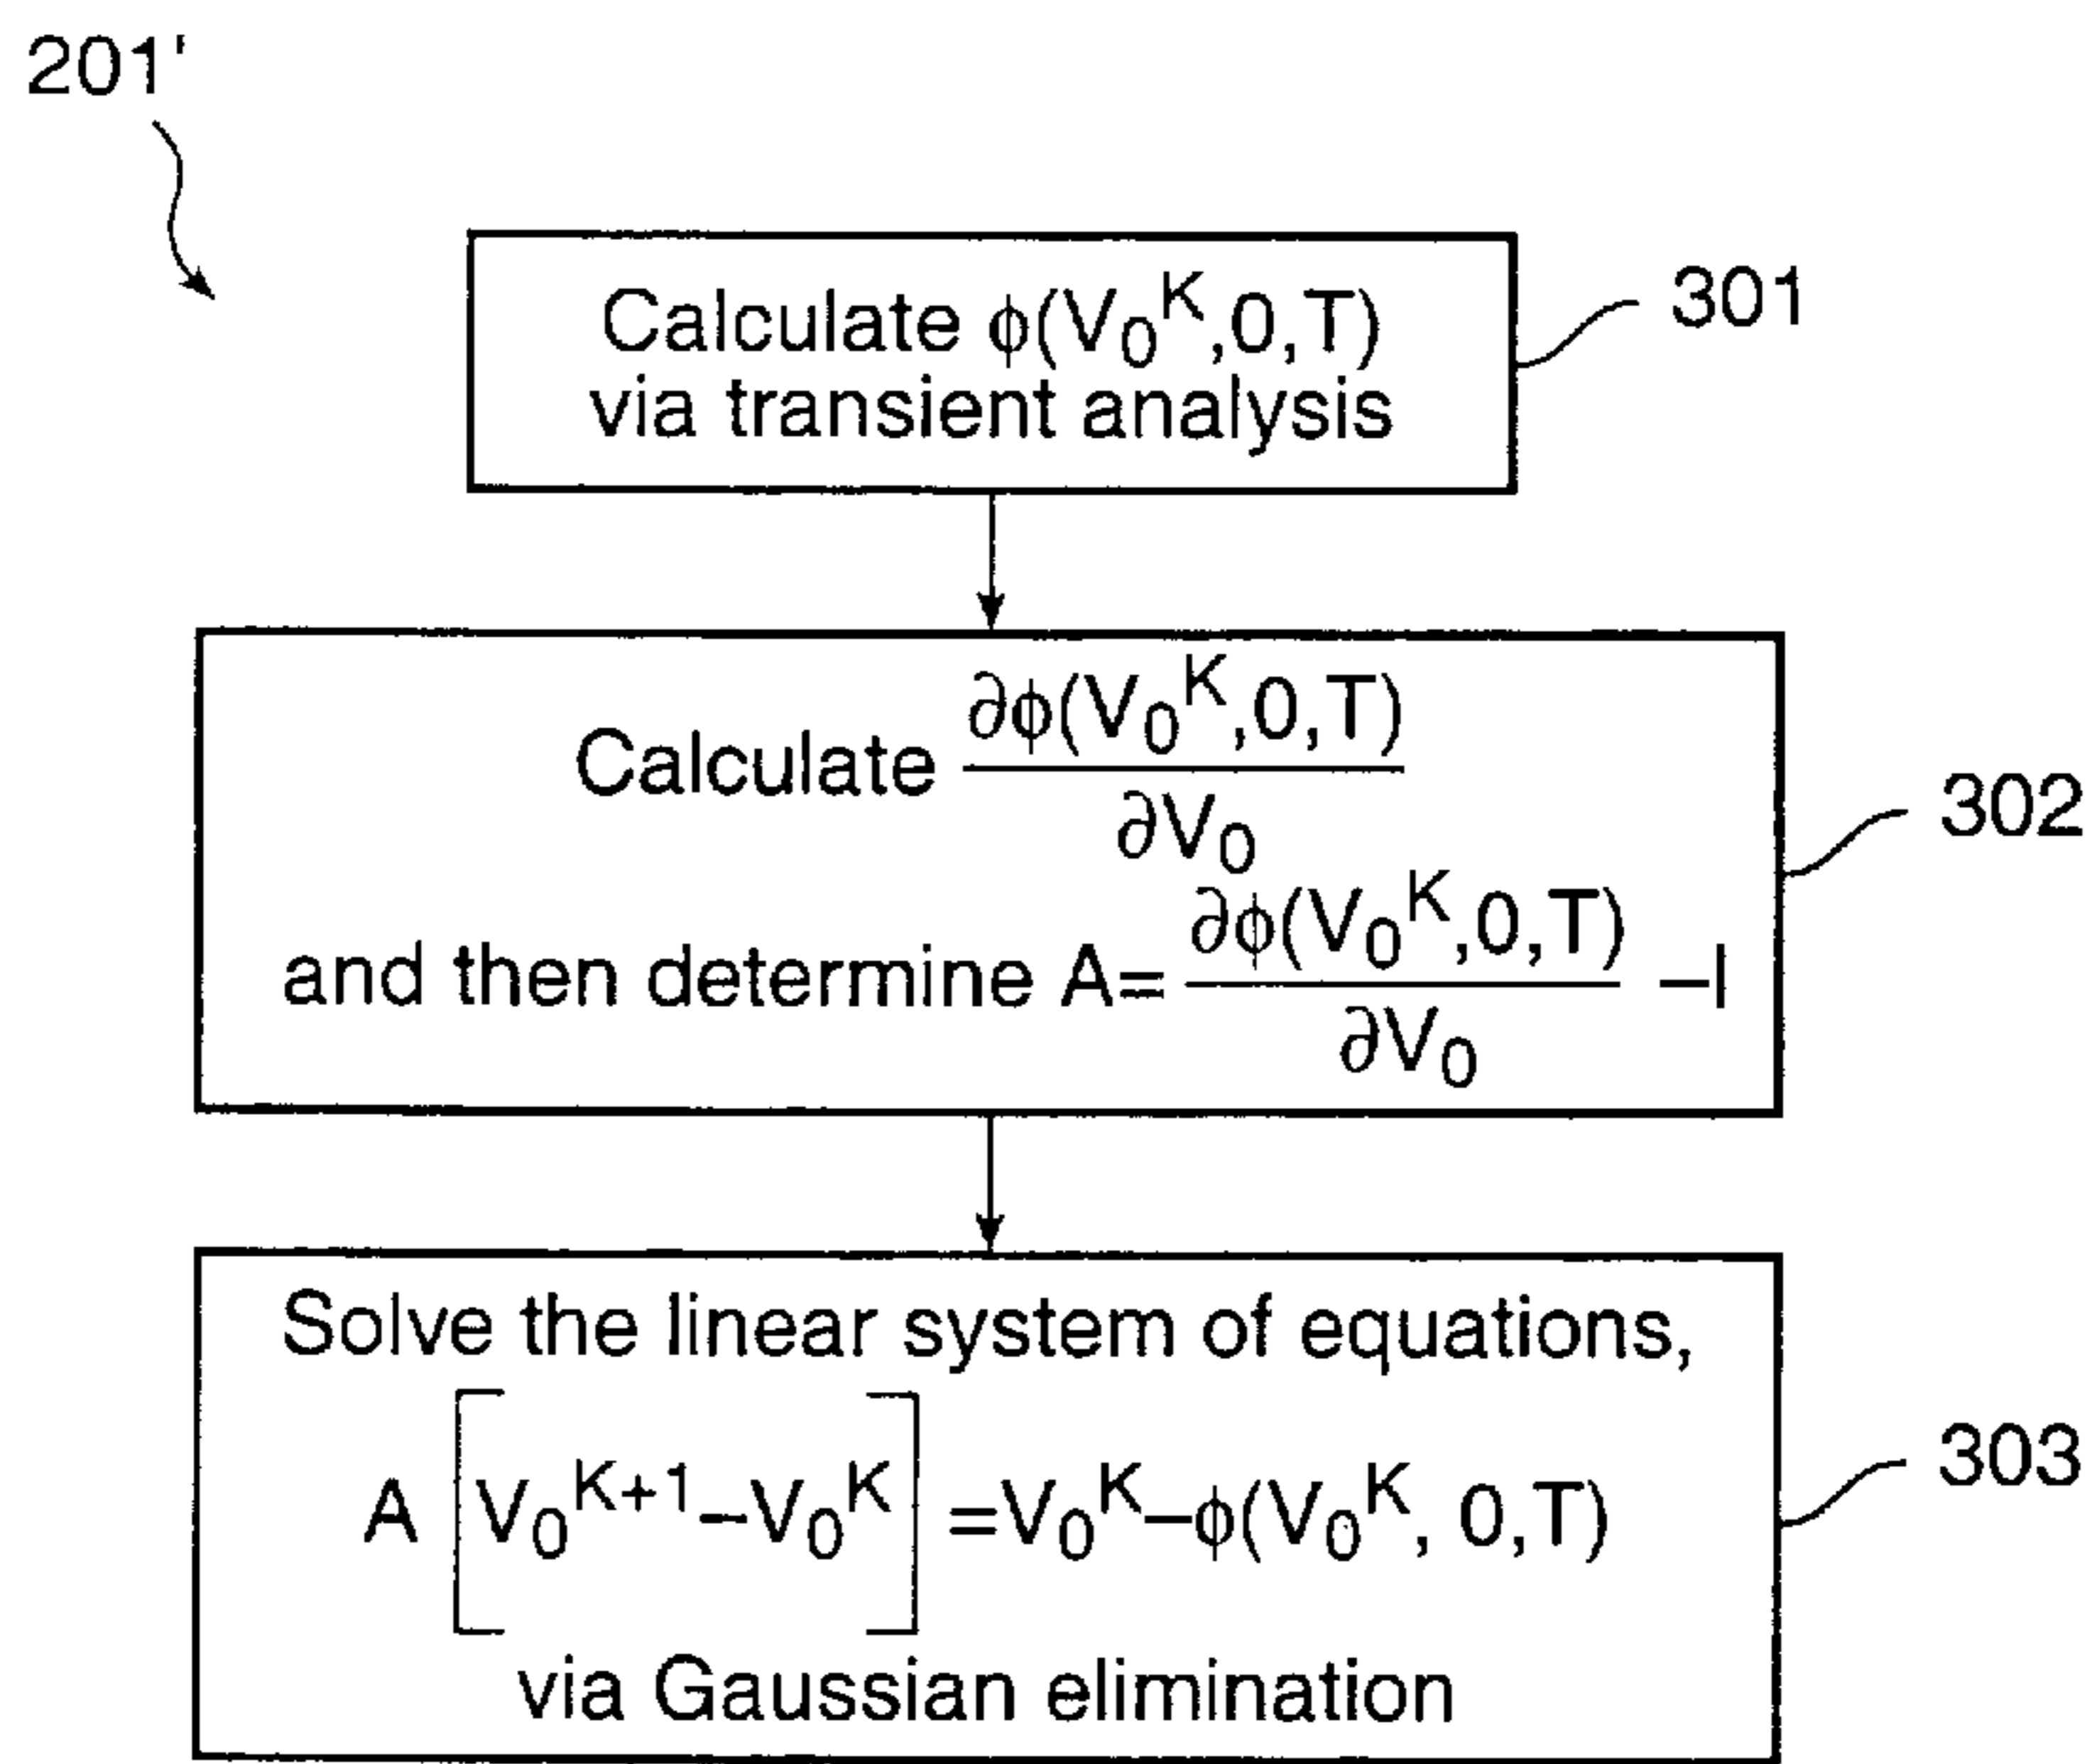 201'
Calculate ϕ(V₀ᴷ,0,T)
via transient analysis
301
Calculate ∂ϕ(V₀ᴷ,0,T)/∂V₀
302
and then determine A= ∂ϕ(V₀ᴷ,0,T)/∂V₀ –I
Solve the linear system of equations,
A [V₀ᴷ⁺¹–V₀ᴷ] =V₀ᴷ–ϕ(V₀ᴷ, 0,T)
303
via Gaussian elimination